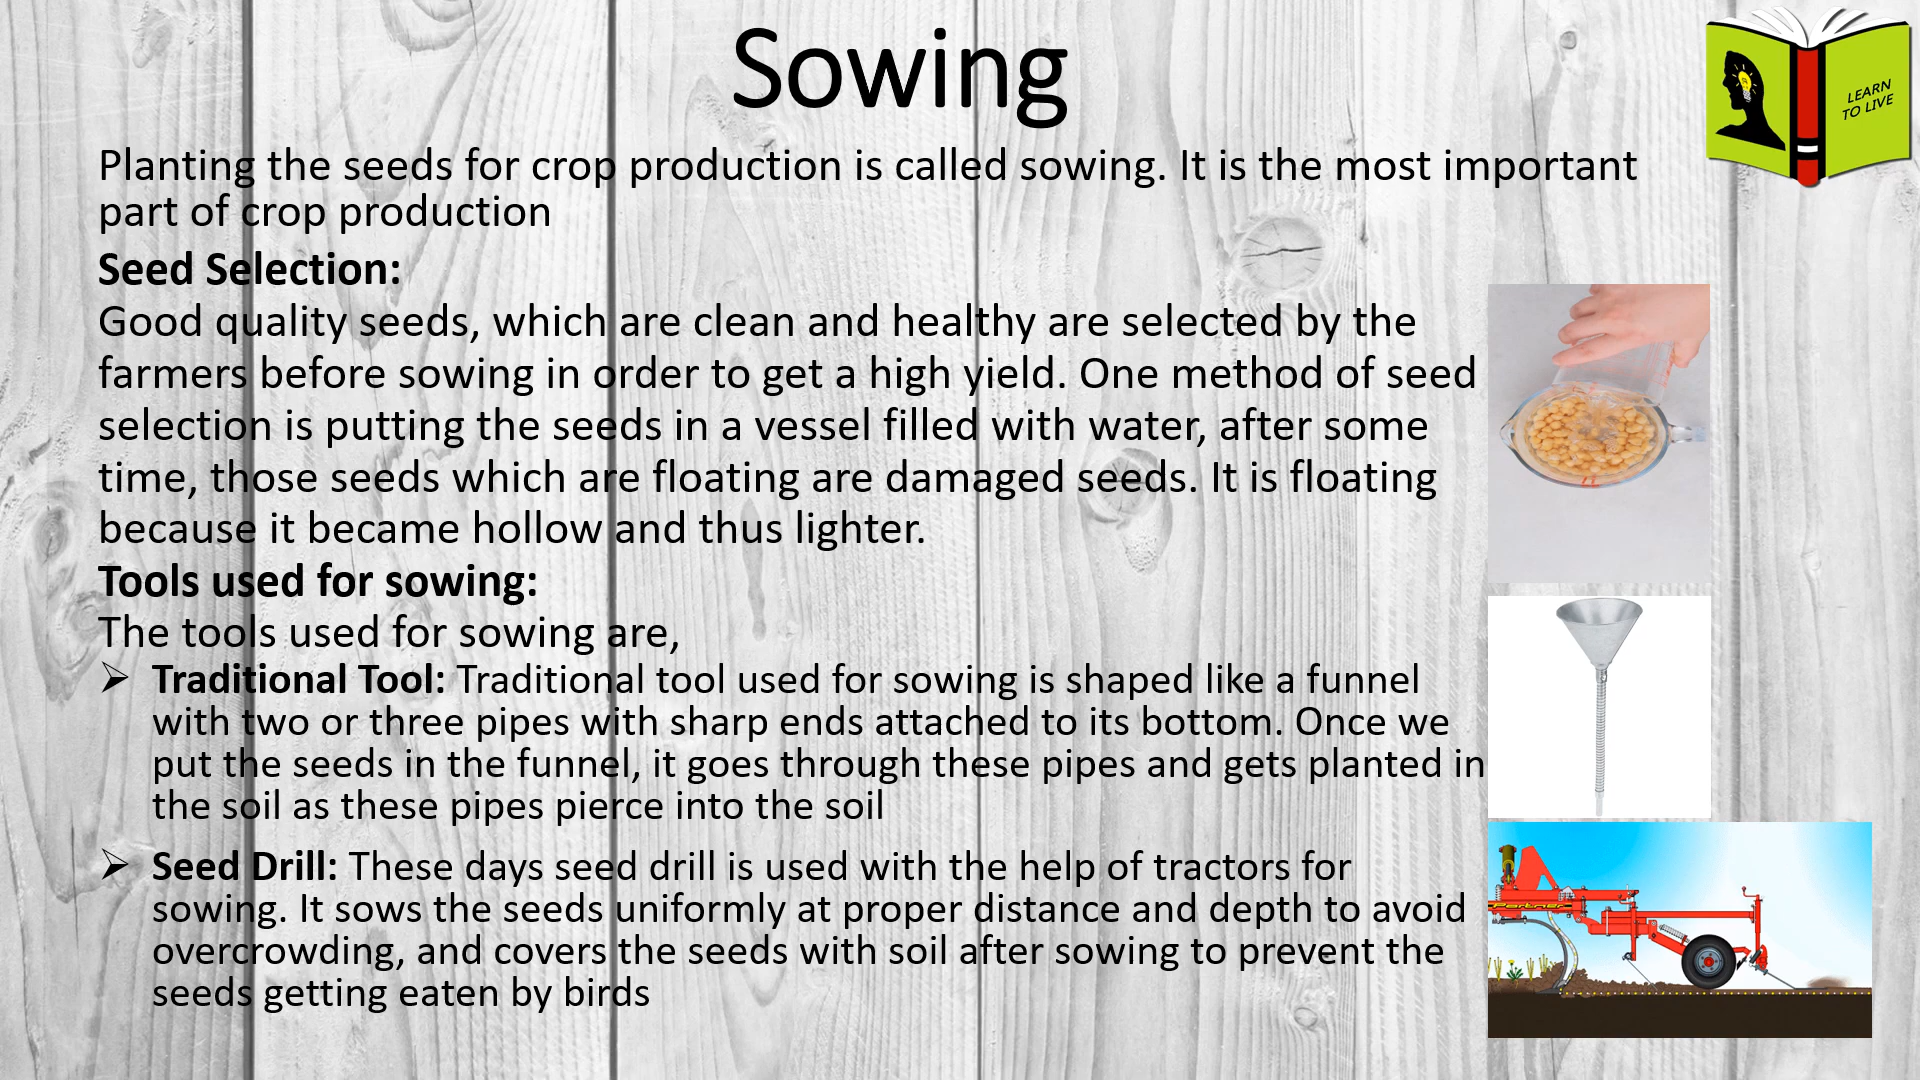 Sowing
LEARN
TO LIVE
Planting the seeds for crop production is called sowing. It is the most important
part of crop production
Seed Selection:
Good quality seeds, which are clean and healthy are selected by the
farmers before sowing in order to get a high yield. One method of seed
selection is putting the seeds in a vessel filled with water, after some
time, those seeds which are floating are damaged seeds. It is floating
because it became hollow and thus lighter.
Tools used for sowing:
The tools used for sowing are,
➢ Traditional Tool: Traditional tool used for sowing is shaped like a funnel
with two or three pipes with sharp ends attached to its bottom. Once we
put the seeds in the funnel, it goes through these pipes and gets planted in
the soil as these pipes pierce into the soil
➢ Seed Drill: These days seed drill is used with the help of tractors for
sowing. It sows the seeds uniformly at proper distance and depth to avoid
overcrowding, and covers the seeds with soil after sowing to prevent the
seeds getting eaten by birds